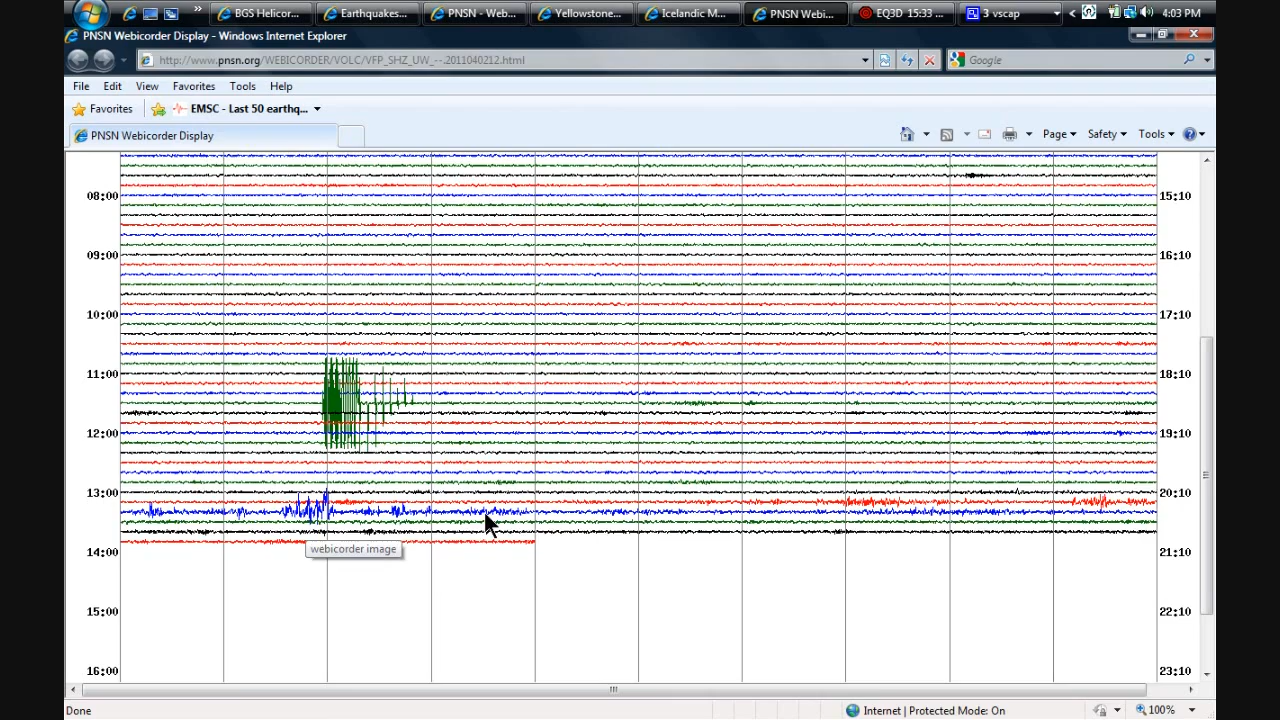 » BGS Helicor... Earthquakes... PNSN - Web... Yellowstone... Icelandic M... PNSN Webi... EQ3D 15:33 ... 3 vscap 4:03 PM
PNSN Webicorder Display - Windows Internet Explorer
http://www.pnsn.org/WEBICORDER/VOLC/VFP_SHZ_UW_--.2011040212.html Google
File Edit View Favorites Tools Help
Favorites EMSC - Last 50 earthq...
PNSN Webicorder Display Page Safety Tools
08:00 15:10
09:00 16:10
10:00 17:10
11:00 18:10
12:00 19:10
13:00 20:10
webicorder image
14:00 21:10
15:00 22:10
16:00 23:10
Done Internet | Protected Mode: On 100%